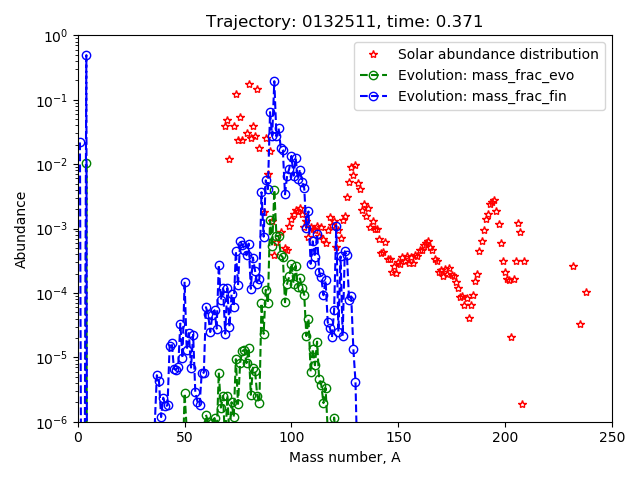 Trajectory: 0132511, time: 0.371
Solar abundance distribution
Evolution: mass_frac_evo
Evolution: mass_frac_fin
Abundance
10^0
10^-1
10^-2
10^-3
10^-4
10^-5
10^-6
0 50 100 150 200 250
Mass number, A